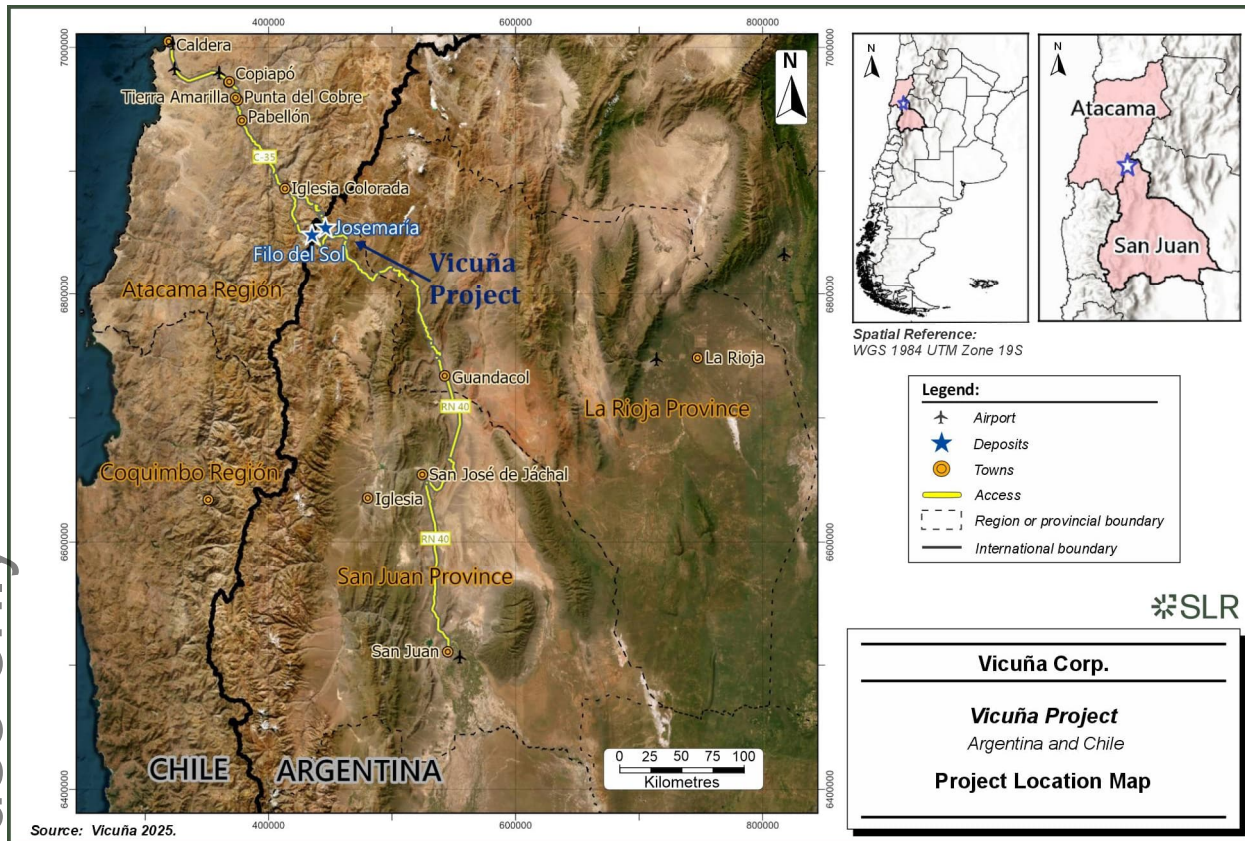 400000
600000
800000
7000000
6800000
6600000
6400000
Caldera
Copiapó
Tierra Amarilla
Punta del Cobre
Pabellón
C-35
Iglesia Colorada
Josemaría
Filo del Sol
Vicuña
Project
Atacama Región
Guandacol
La Rioja
RN 40
La Rioja Province
Coquimbo Región
San José de Jáchal
Iglesia
RN 40
San Juan Province
San Juan
CHILE
ARGENTINA
N
0 25 50 75 100
Kilometres
7000000
6800000
6600000
6400000
400000
600000
800000
Source: Vicuña 2025.
N
N
Atacama
San Juan
Spatial Reference:
WGS 1984 UTM Zone 19S
Legend:
Airport
Deposits
Towns
Access
Region or provincial boundary
International boundary
SLR
Vicuña Corp.
Vicuña Project
Argentina and Chile
Project Location Map